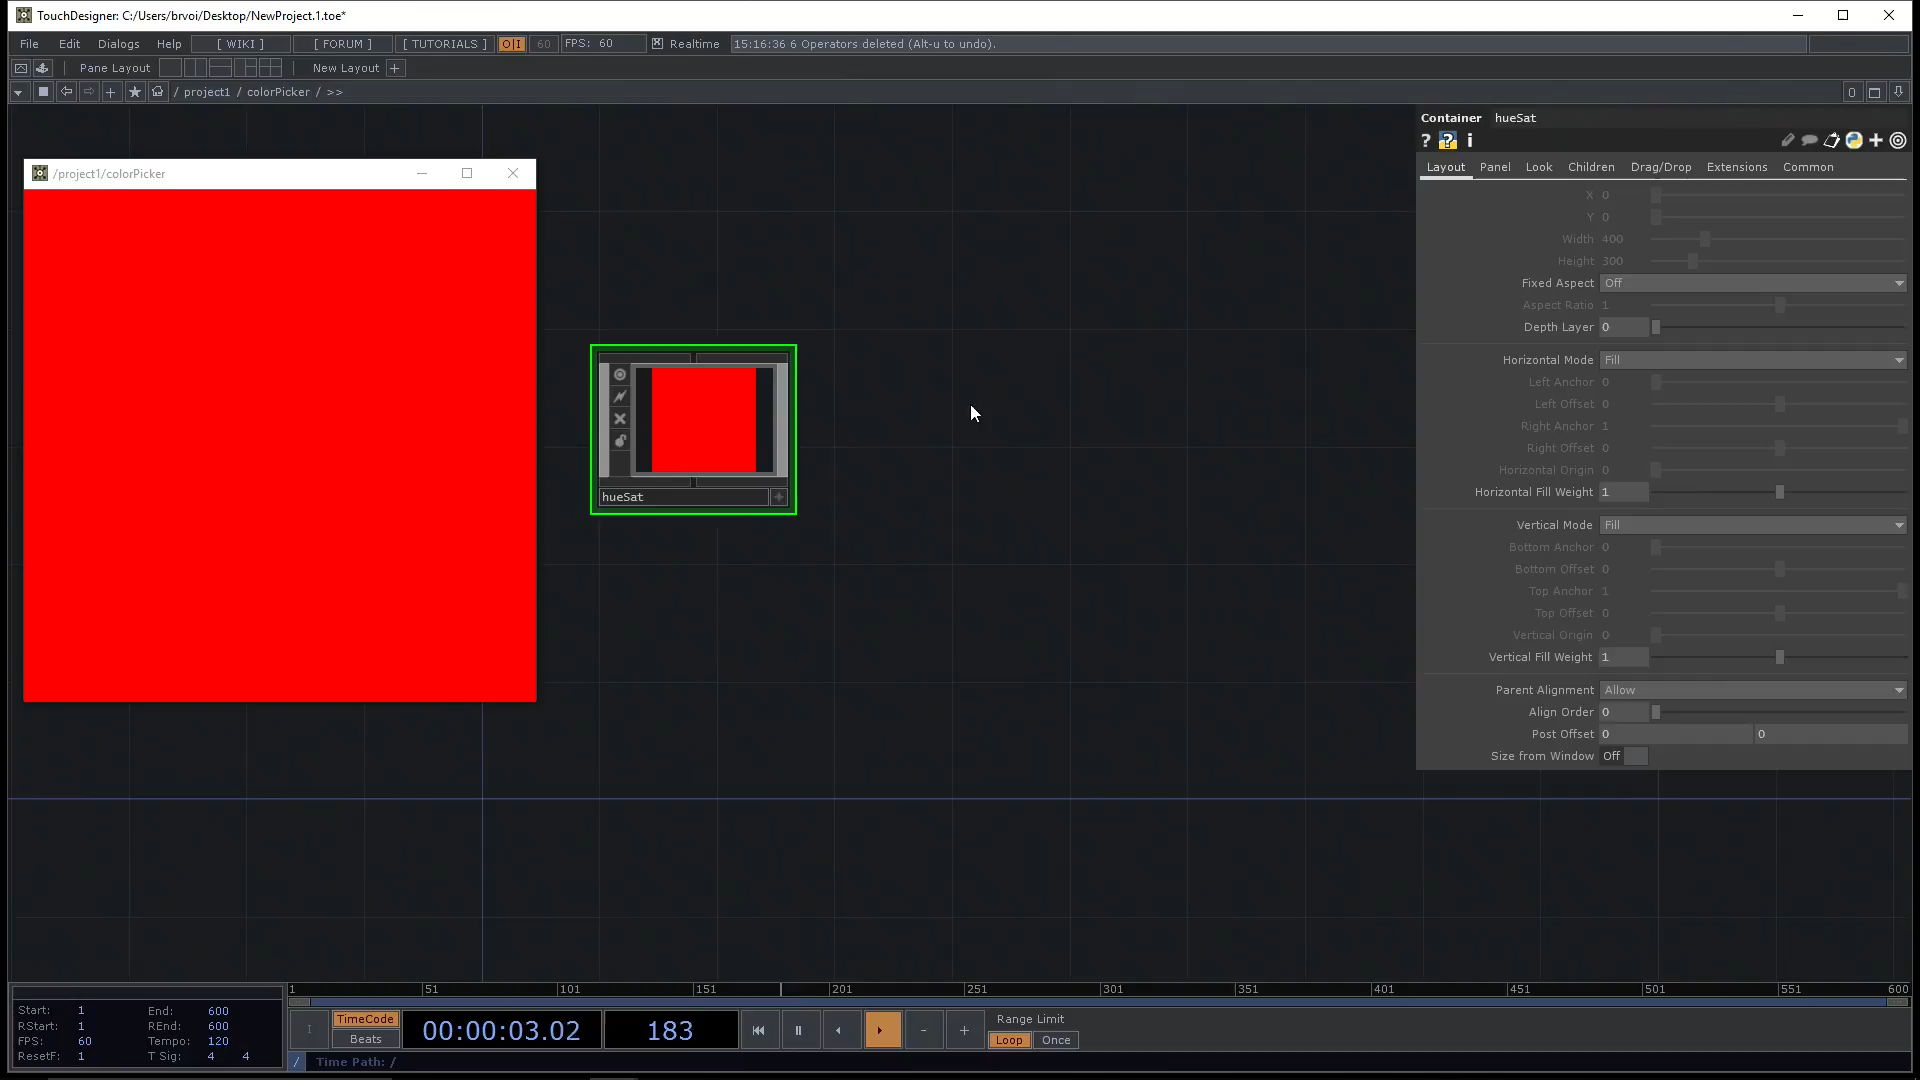 TouchDesigner: C:/Users/brvoi/Desktop/NewProject.1.toe*
File Edit Dialogs Help [ WIKI ] [ FORUM ] [ TUTORIALS ] O|I 60 FPS: 60 Realtime 15:16:36 6 Operators deleted (Alt-u to undo).
Pane Layout New Layout +
/ project1 / colorPicker / >> 0
Container hueSat
? ? i
Layout Panel Look Children Drag/Drop Extensions Common
/project1/colorPicker
X 0
Y 0
Width 400
Height 300
Fixed Aspect Off
Aspect Ratio 1
Depth Layer 0
Horizontal Mode Fill
Left Anchor 0
Left Offset 0
Right Anchor 1
Right Offset 0
Horizontal Origin 0
Horizontal Fill Weight 1
hueSat
Vertical Mode Fill
Bottom Anchor 0
Bottom Offset 0
Top Anchor 1
Top Offset 0
Vertical Origin 0
Vertical Fill Weight 1
Parent Alignment Allow
Align Order 0
Post Offset 0 0
Size from Window Off
1 51 101 151 201 251 301 351 401 451 501 551 600
Start: 1 End: 600
RStart: 1 REnd: 600
FPS: 60 Tempo: 120
ResetF: 1 T Sig: 4 4
TimeCode
Beats
00:00:03.02 183
- +
Range Limit
Loop Once
/ Time Path: /